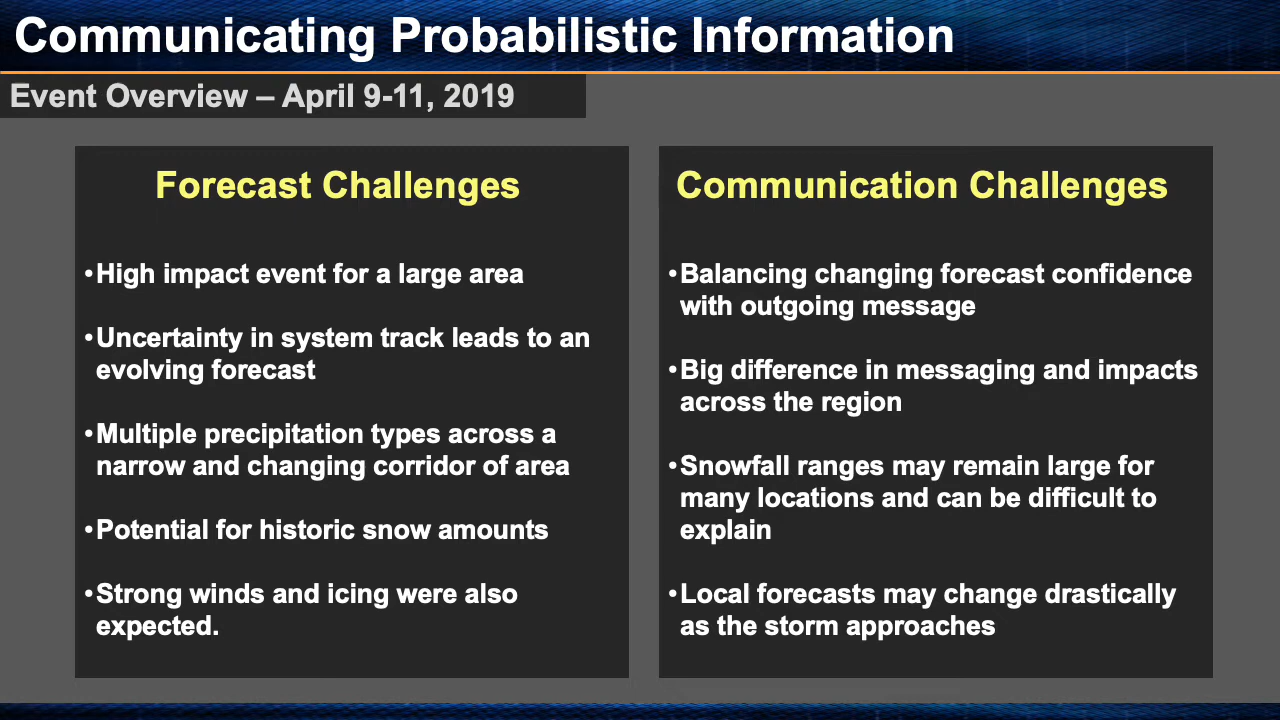 Communicating Probabilistic Information
Event Overview – April 9-11, 2019
Forecast Challenges
•High impact event for a large area
•Uncertainty in system track leads to an
evolving forecast
•Multiple precipitation types across a
narrow and changing corridor of area
•Potential for historic snow amounts
•Strong winds and icing were also
expected.
Communication Challenges
•Balancing changing forecast confidence
with outgoing message
•Big difference in messaging and impacts
across the region
•Snowfall ranges may remain large for
many locations and can be difficult to
explain
•Local forecasts may change drastically
as the storm approaches